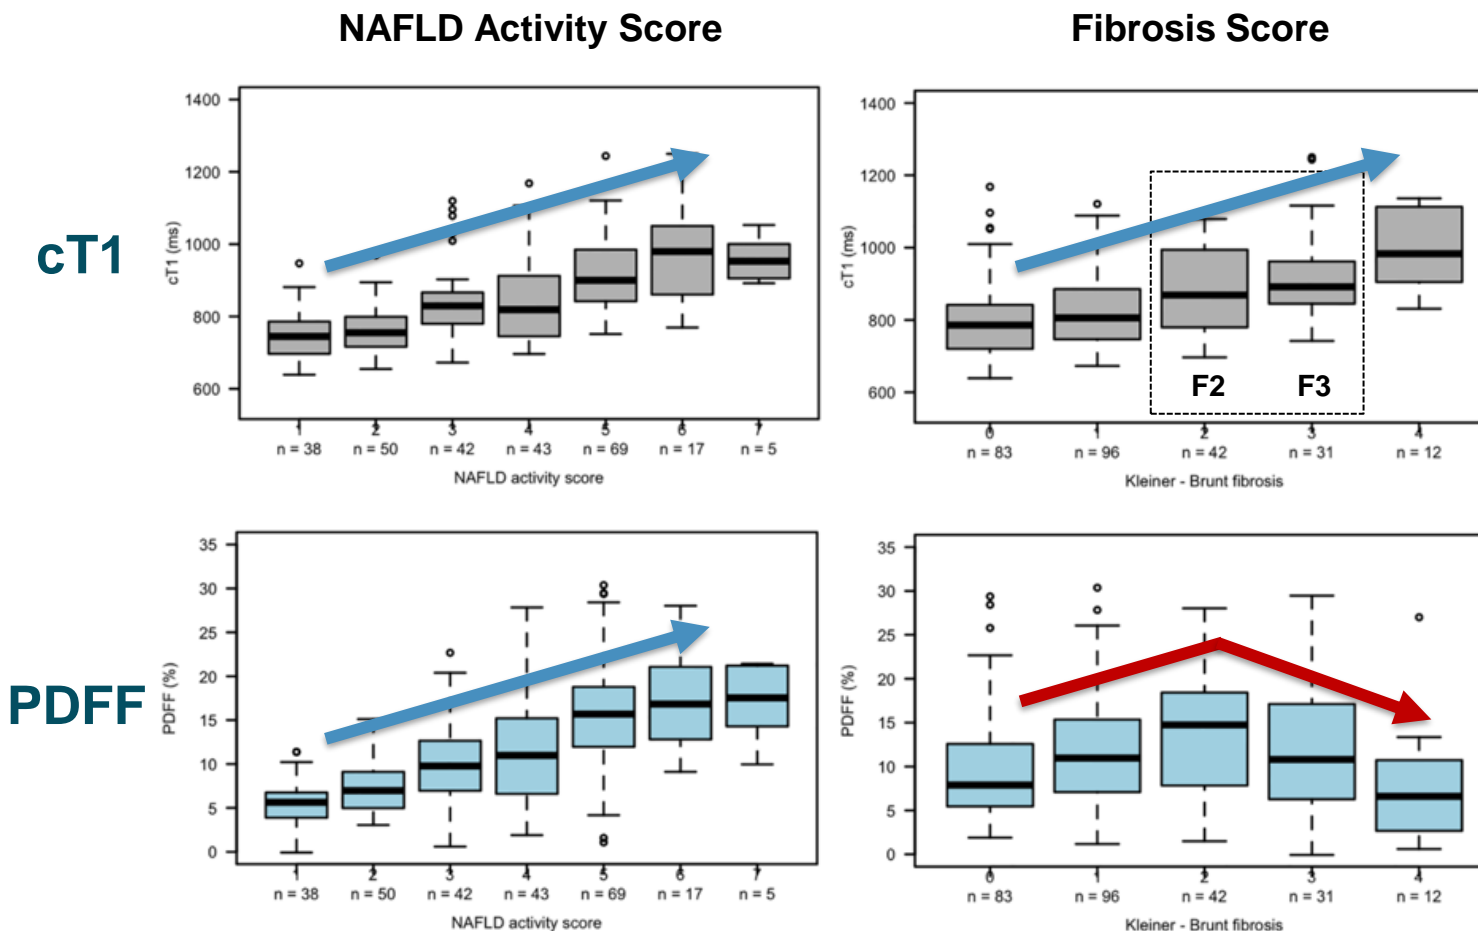 NAFLD Activity Score
Fibrosis Score
cT1
cT1 (ms)
1400
1200
1000
800
600
1 2 3 4 5 6 7
n = 38 n = 50 n = 42 n = 43 n = 69 n = 17 n = 5
NAFLD activity score
cT1 (ms)
1400
1200
1000
800
600
F2 F3
0 1 2 3 4
n = 83 n = 96 n = 42 n = 31 n = 12
Kleiner - Brunt fibrosis
PDFF
PDFF (%)
35
30
25
20
15
10
5
0
1 2 3 4 5 6 7
n = 38 n = 50 n = 42 n = 43 n = 69 n = 17 n = 5
NAFLD activity score
PDFF (%)
35
30
25
20
15
10
5
0
0 1 2 3 4
n = 83 n = 96 n = 42 n = 31 n = 12
Kleiner - Brunt fibrosis